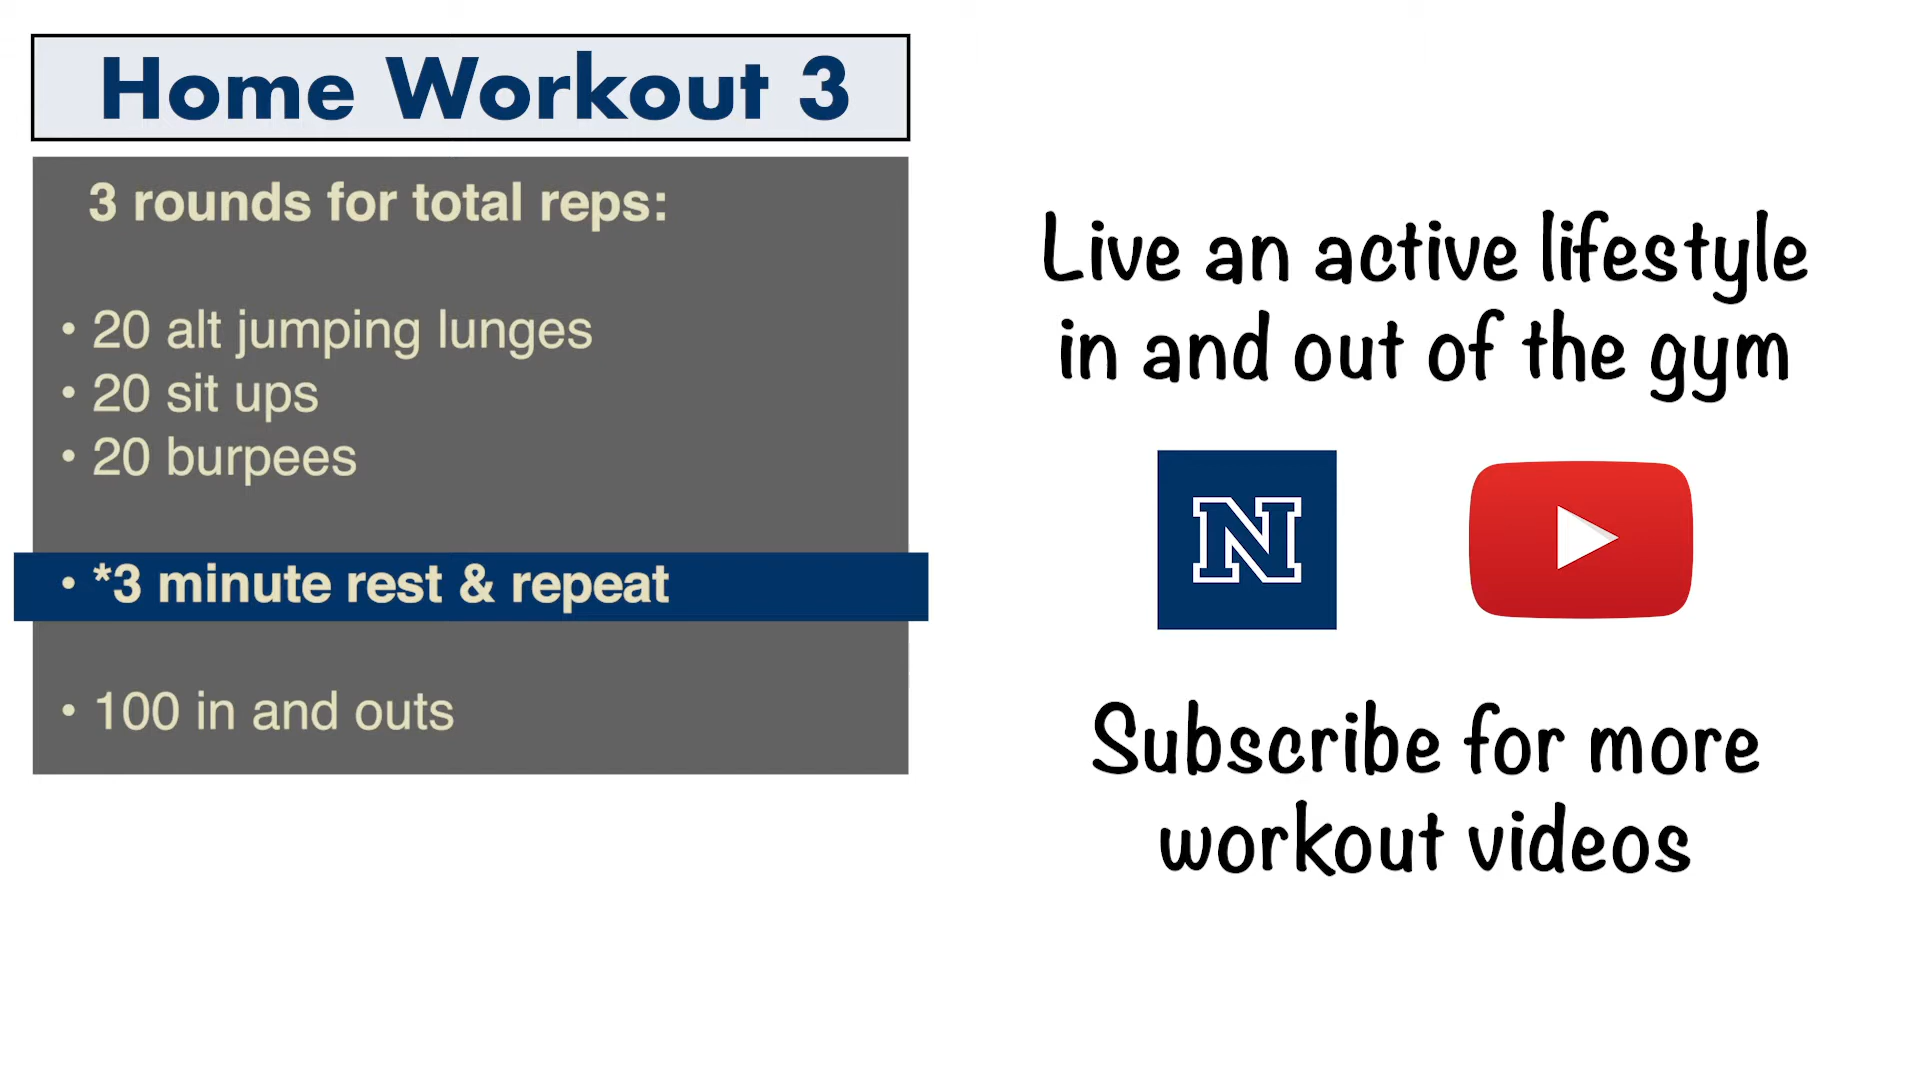 Home Workout 3
3 rounds for total reps:
• 20 alt jumping lunges
• 20 sit ups
• 20 burpees
• *3 minute rest & repeat
• 100 in and outs
Live an active lifestyle
in and out of the gym
N
Subscribe for more
workout videos